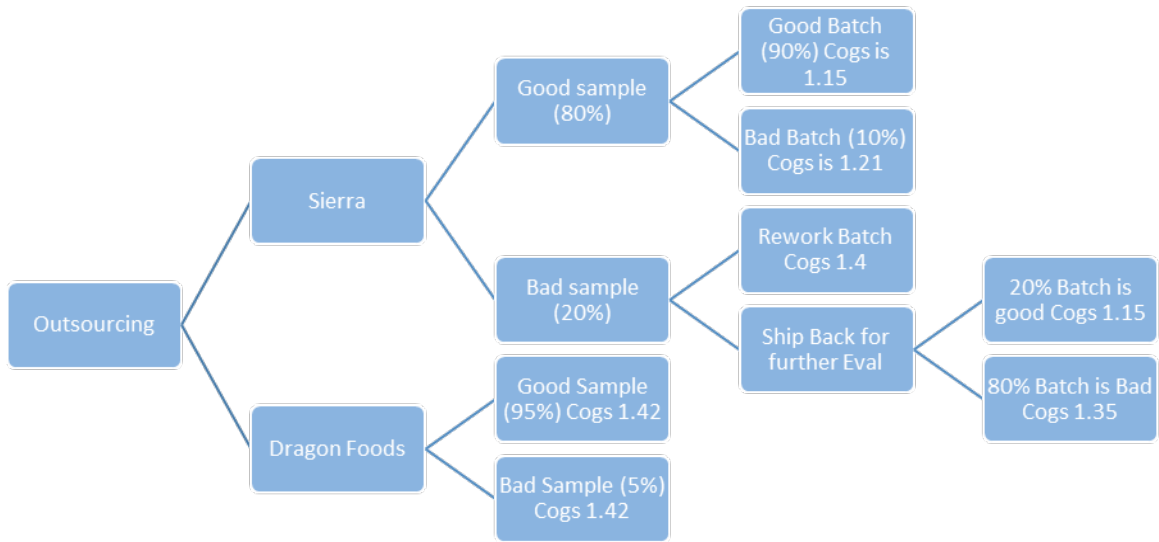 Outsourcing
Sierra
Dragon Foods
Good sample
(80%)
Bad sample
(20%)
Good Sample
(95%) Cogs 1.42
Bad Sample (5%)
Cogs 1.42
Good Batch
(90%) Cogs is
1.15
Bad Batch (10%)
Cogs is 1.21
Rework Batch
Cogs 1.4
Ship Back for
further Eval
20% Batch is
good Cogs 1.15
80% Batch is Bad
Cogs 1.35